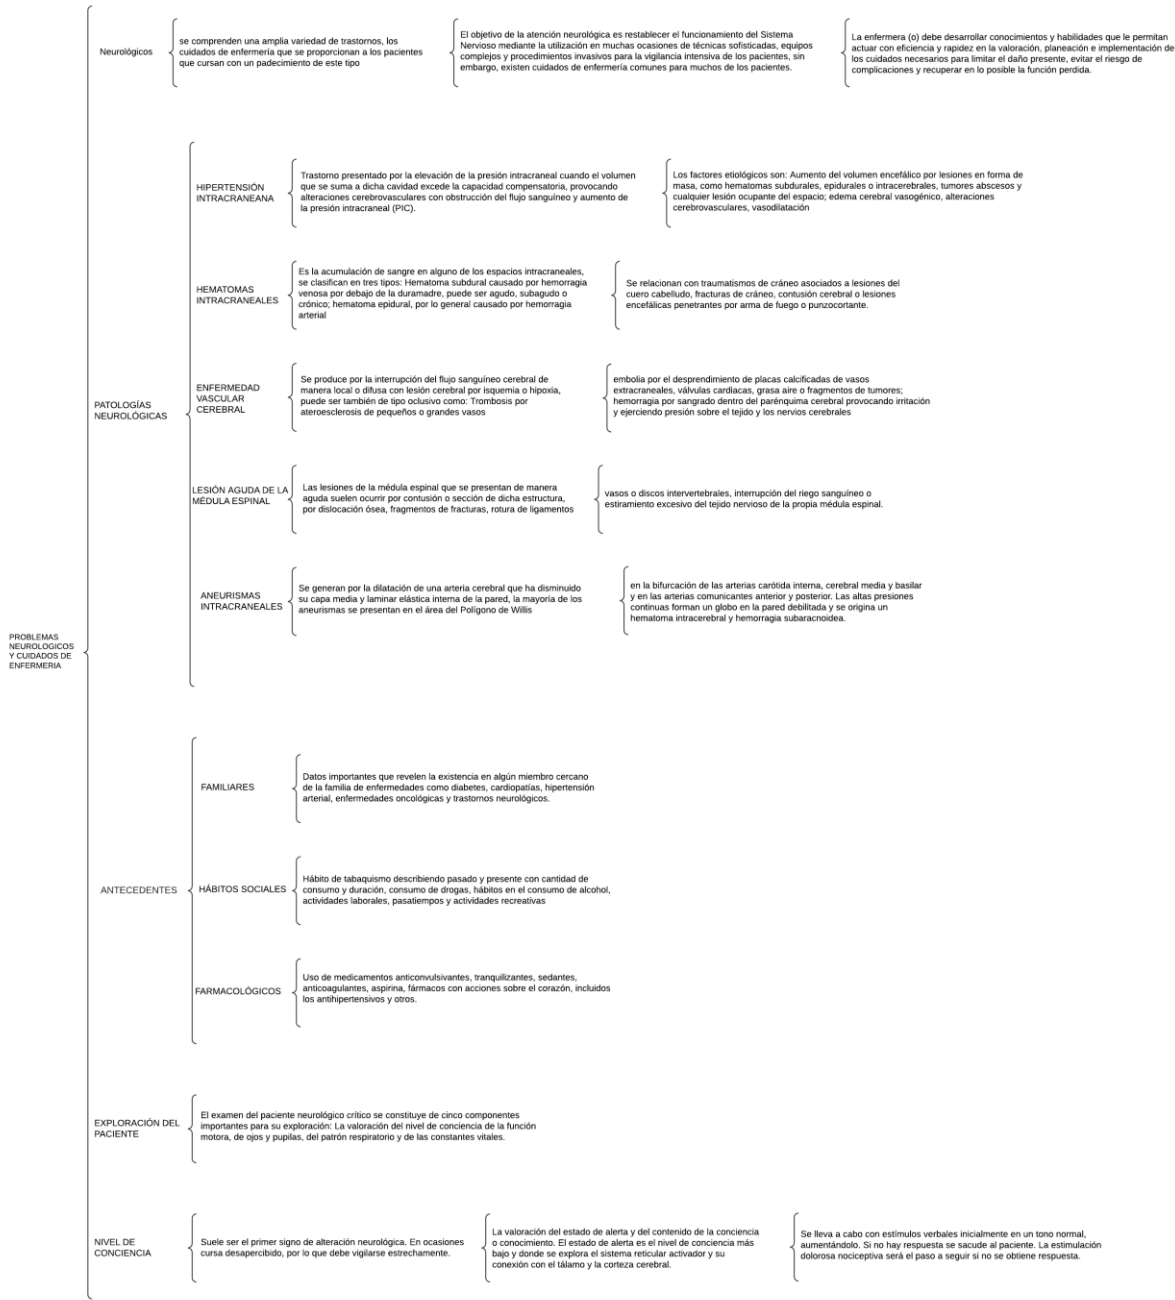 PROBLEMAS
NEUROLOGICOS
Y CUIDADOS DE
ENFERMERIA
Neurológicos
se comprenden una amplia variedad de trastornos, los
cuidados de enfermería que se proporcionan a los pacientes
que cursan con un padecimiento de este tipo
El objetivo de la atención neurológica es restablecer el funcionamiento del Sistema
Nervioso mediante la utilización en muchas ocasiones de técnicas sofisticadas, equipos
complejos y procedimientos invasivos para la vigilancia intensiva de los pacientes, sin
embargo, existen cuidados de enfermería comunes para muchos de los pacientes.
La enfermera (o) debe desarrollar conocimientos y habilidades que le permitan
actuar con eficiencia y rapidez en la valoración, planeación e implementación de
los cuidados necesarios para limitar el daño presente, evitar el riesgo de
complicaciones y recuperar en lo posible la función perdida.
PATOLOGÍAS
NEUROLÓGICAS
HIPERTENSIÓN
INTRACRANEANA
Trastorno presentado por la elevación de la presión intracraneal cuando el volumen
que se suma a dicha cavidad excede la capacidad compensatoria, provocando
alteraciones cerebrovasculares con obstrucción del flujo sanguíneo y aumento de
la presión intracraneal (PIC).
Los factores etiológicos son: Aumento del volumen encefálico por lesiones en forma de
masa, como hematomas subdurales, epidurales o intracerebrales, tumores abscesos y
cualquier lesión ocupante del espacio; edema cerebral vasogénico, alteraciones
cerebrovasculares, vasodilatación
HEMATOMAS
INTRACRANEALES
Es la acumulación de sangre en alguno de los espacios intracraneales,
se clasifican en tres tipos: Hematoma subdural causado por hemorragia
venosa por debajo de la duramadre, puede ser agudo, subagudo o
crónico; hematoma epidural, por lo general causado por hemorragia
arterial
Se relacionan con traumatismos de cráneo asociados a lesiones del
cuero cabelludo, fracturas de cráneo, contusión cerebral o lesiones
encefálicas penetrantes por arma de fuego o punzocortante.
ENFERMEDAD
VASCULAR
CEREBRAL
Se produce por la interrupción del flujo sanguíneo cerebral de
manera local o difusa con lesión cerebral por isquemia o hipoxia,
puede ser también de tipo oclusivo como: Trombosis por
ateroesclerosis de pequeños o grandes vasos
embolia por el desprendimiento de placas calcificadas de vasos
extracraneales, válvulas cardiacas, grasa aire o fragmentos de tumores;
hemorragia por sangrado dentro del parénquima cerebral provocando irritación
y ejerciendo presión sobre el tejido y los nervios cerebrales
LESIÓN AGUDA DE LA
MÉDULA ESPINAL
Las lesiones de la médula espinal que se presentan de manera
aguda suelen ocurrir por contusión o sección de dicha estructura,
por dislocación ósea, fragmentos de fracturas, rotura de ligamentos
vasos o discos intervertebrales, interrupción del riego sanguíneo o
estiramiento excesivo del tejido nervioso de la propia médula espinal.
ANEURISMAS
INTRACRANEALES
Se generan por la dilatación de una arteria cerebral que ha disminuido
su capa media y laminar elástica interna de la pared, la mayoría de los
aneurismas se presentan en el área del Polígono de Willis
en la bifurcación de las arterias carótida interna, cerebral media y basilar
y en las arterias comunicantes anterior y posterior. Las altas presiones
continuas forman un globo en la pared debilitada y se origina un
hematoma intracerebral y hemorragia subaracnoidea.
ANTECEDENTES
FAMILIARES
Datos importantes que revelen la existencia en algún miembro cercano
de la familia de enfermedades como diabetes, cardiopatías, hipertensión
arterial, enfermedades oncológicas y trastornos neurológicos.
HÁBITOS SOCIALES
Hábito de tabaquismo describiendo pasado y presente con cantidad de
consumo y duración, consumo de drogas, hábitos en el consumo de alcohol,
actividades laborales, pasatiempos y actividades recreativas
FARMACOLÓGICOS
Uso de medicamentos anticonvulsivantes, tranquilizantes, sedantes,
anticoagulantes, aspirina, fármacos con acciones sobre el corazón, incluidos
los antihipertensivos y otros.
EXPLORACIÓN DEL
PACIENTE
El examen del paciente neurológico crítico se constituye de cinco componentes
importantes para su exploración: La valoración del nivel de conciencia de la función
motora, de ojos y pupilas, del patrón respiratorio y de las constantes vitales.
NIVEL DE
CONCIENCIA
Suele ser el primer signo de alteración neurológica. En ocasiones
cursa desapercibido, por lo que debe vigilarse estrechamente.
La valoración del estado de alerta y del contenido de la conciencia
o conocimiento. El estado de alerta es el nivel de conciencia más
bajo y donde se explora el sistema reticular activador y su
conexión con el tálamo y la corteza cerebral.
Se lleva a cabo con estímulos verbales inicialmente en un tono normal,
aumentándolo. Si no hay respuesta se sacude al paciente. La estimulación
dolorosa nociceptiva será el paso a seguir si no se obtiene respuesta.